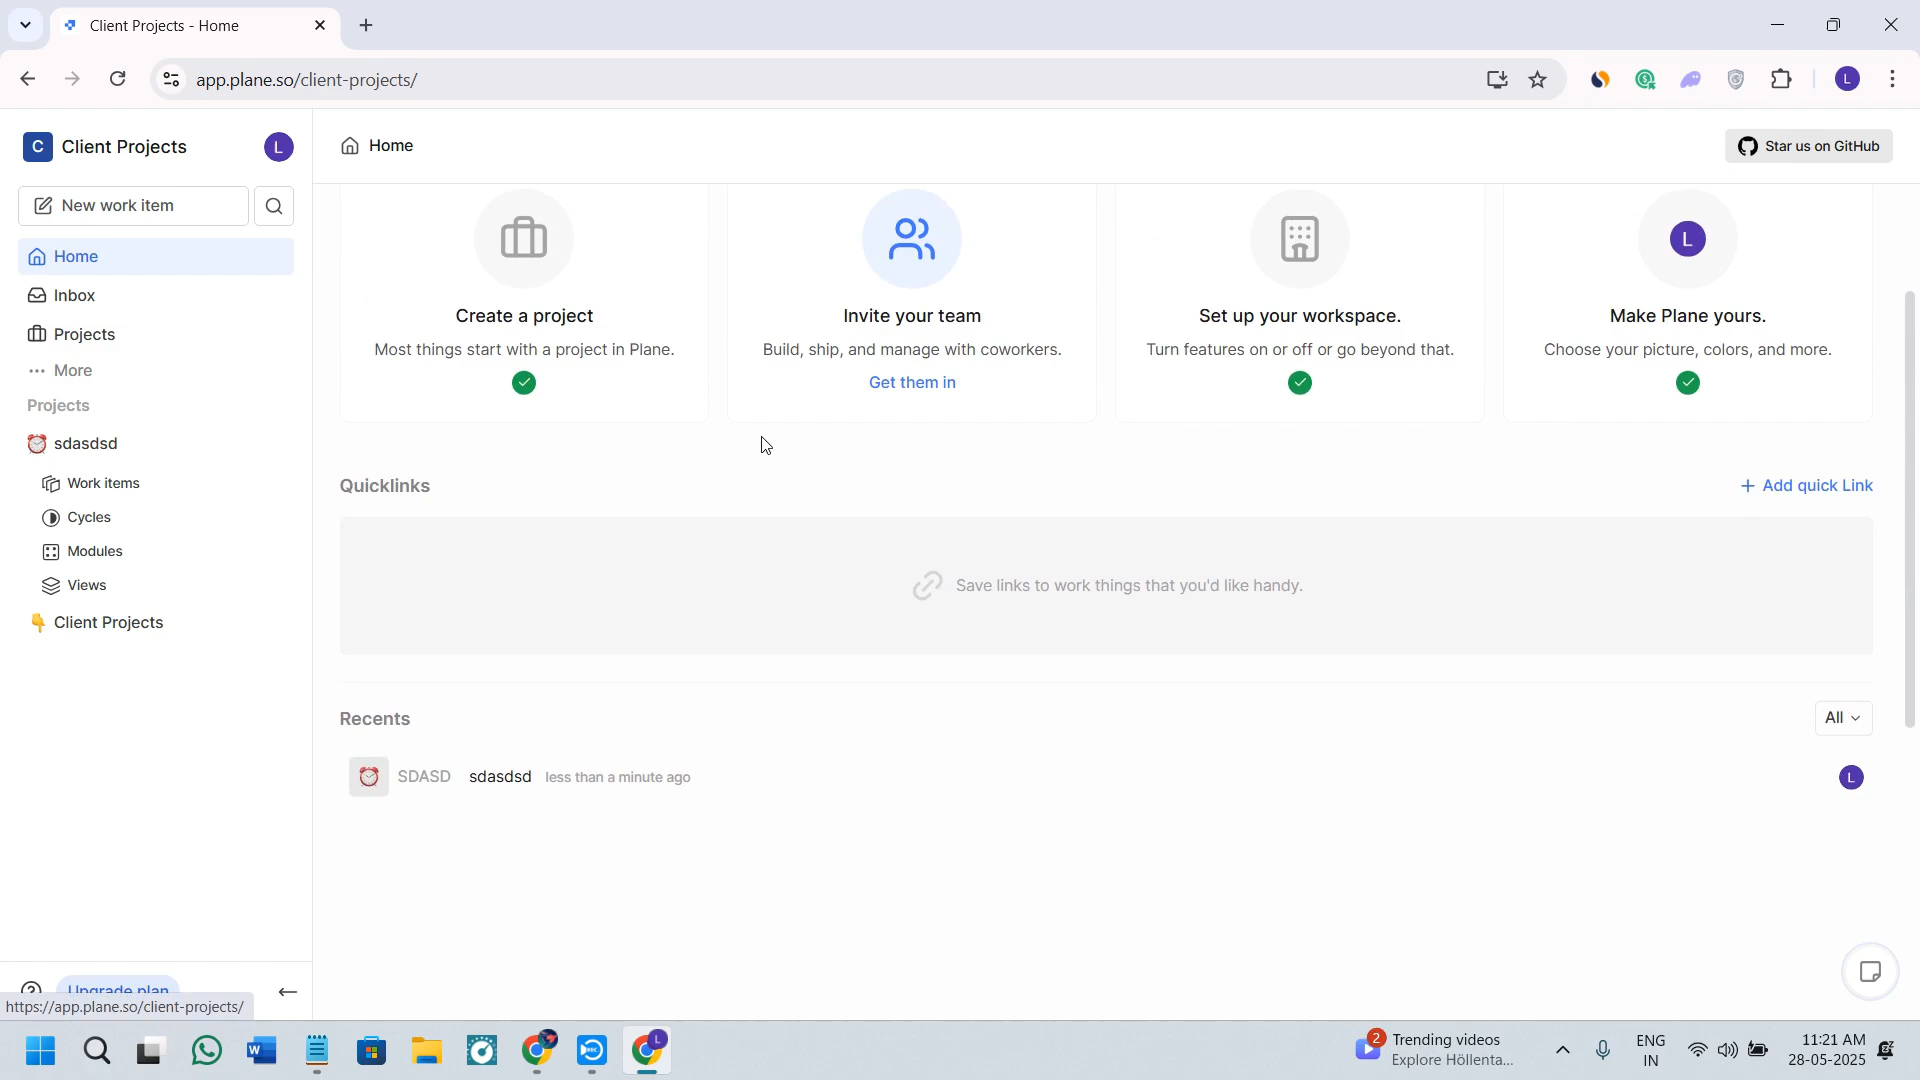 Client Projects - Home
app.plane.so/client-projects/
L
C Client Projects
L
Home
Star us on GitHub
New work item
Home
Inbox
Projects
More
Projects
sdasdsd
Work items
Cycles
Modules
Views
Client Projects
Upgrade plan
https://app.plane.so/client-projects/
Create a project
Most things start with a project in Plane.
Invite your team
Build, ship, and manage with coworkers.
Get them in
Set up your workspace.
Turn features on or off or go beyond that.
L
Make Plane yours.
Choose your picture, colors, and more.
Quicklinks
+ Add quick Link
Save links to work things that you'd like handy.
Recents
All
SDASD sdasdsd less than a minute ago
L
2
Trending videos
Explore Höllenta...
ENG
IN
11:21 AM
28-05-2025